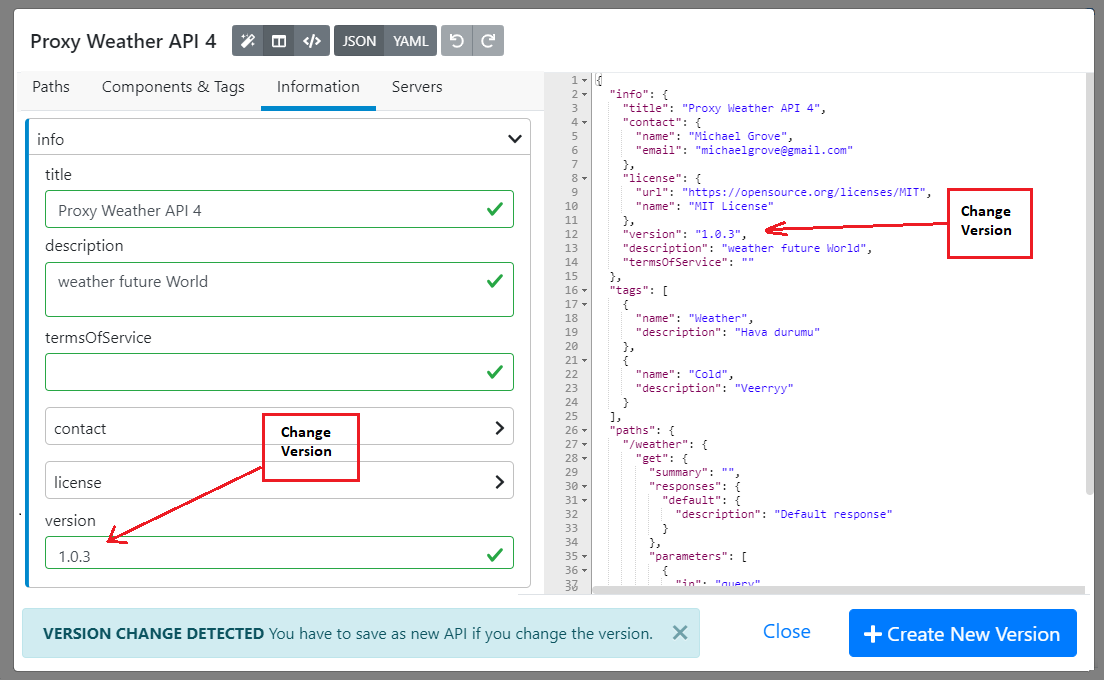 Proxy Weather API 4
JSON
YAML
Paths
Components & Tags
Information
Servers
info
title
Proxy Weather API 4
description
weather future World
termsOfService
contact
license
version
1.0.3
Change
Version
1 {
2 "info": {
3 "title": "Proxy Weather API 4",
4 "contact": {
5 "name": "Michael Grove",
6 "email": "michaelgrove@gmail.com"
7 },
8 "license": {
9 "url": "https://opensource.org/licenses/MIT",
10 "name": "MIT License"
11 },
12 "version": "1.0.3",
13 "description": "weather future World",
14 "termsOfService": ""
15 },
16 "tags": [
17 {
18 "name": "Weather",
19 "description": "Hava durumu"
20 },
21 {
22 "name": "Cold",
23 "description": "Veerryy"
24 }
25 ],
26 "paths": {
27 "/weather": {
28 "get": {
29 "summary": "",
30 "responses": {
31 "default": {
32 "description": "Default response"
33 }
34 },
35 "parameters": [
36 {
37 "in": "query"
Change
Version
VERSION CHANGE DETECTED You have to save as new API if you change the version.
Close
Create New Version